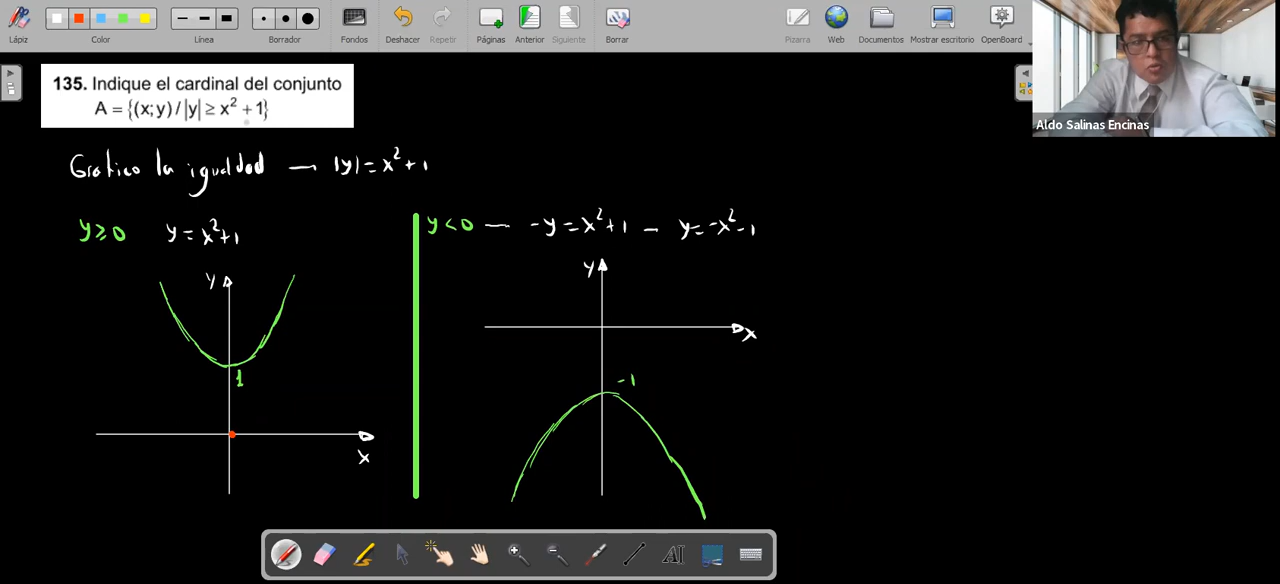 Lápiz
Color
Línea
Borrador
Fondos
Deshacer
Repetir
Páginas
Anterior
Siguiente
Borrar
Pizarra
Web
Documentos
Mostrar escritorio
OpenBoard
Aldo Salinas Encinas
135. Indique el cardinal del conjunto
A = {(x; y) / |y| ≥ x² + 1}
Grafico la igualdad — |y| = x² + 1
y ≥ 0 y = x² + 1
y < 0 — -y = x² + 1 — y = -x² - 1
y
1
x
y
x
-1
AI